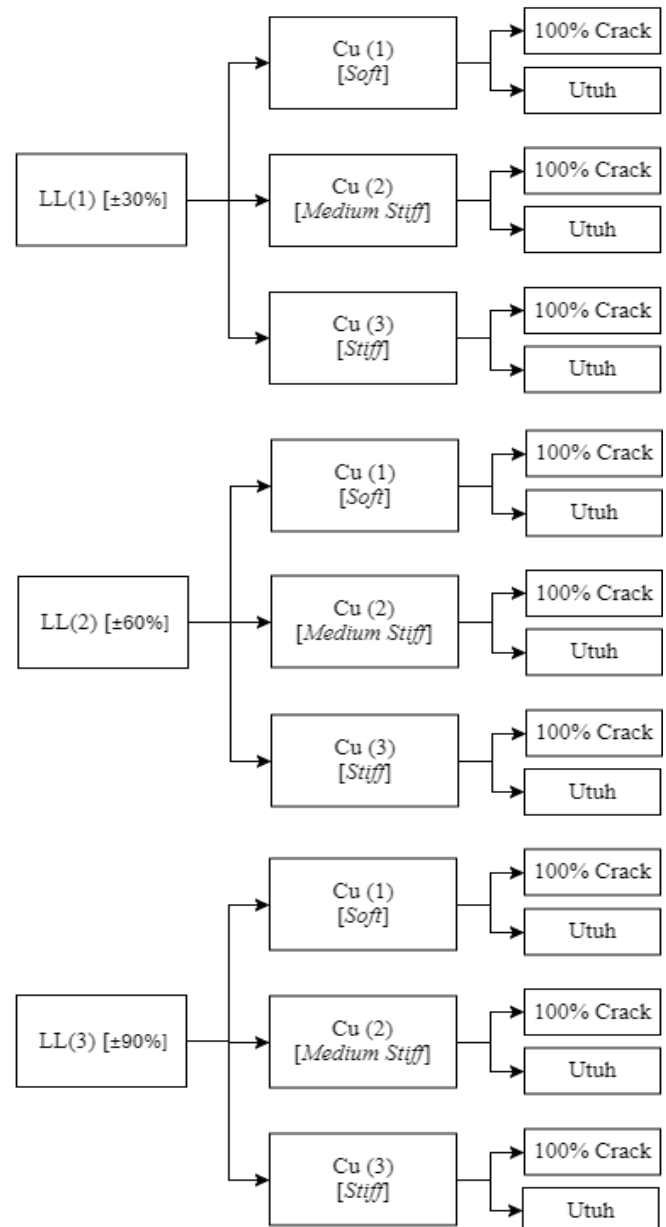 LL(1) [±30%]
Cu (1)
[Soft]
100% Crack
Utuh
Cu (2)
[Medium Stiff]
100% Crack
Utuh
Cu (3)
[Stiff]
100% Crack
Utuh
LL(2) [±60%]
Cu (1)
[Soft]
100% Crack
Utuh
Cu (2)
[Medium Stiff]
100% Crack
Utuh
Cu (3)
[Stiff]
100% Crack
Utuh
LL(3) [±90%]
Cu (1)
[Soft]
100% Crack
Utuh
Cu (2)
[Medium Stiff]
100% Crack
Utuh
Cu (3)
[Stiff]
100% Crack
Utuh